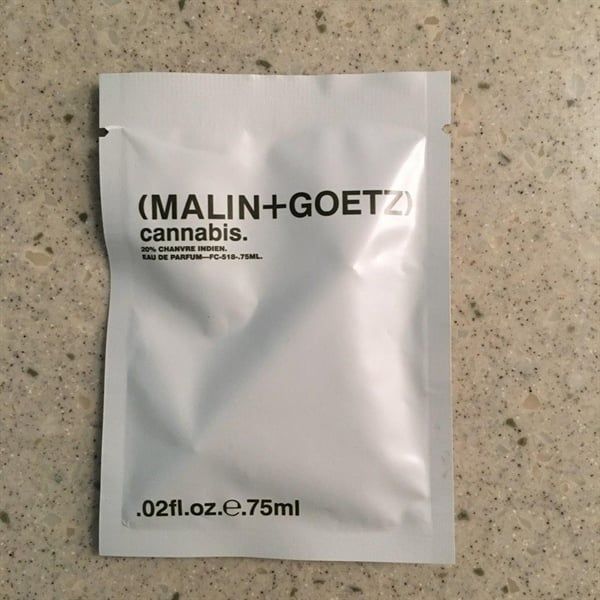 (MALIN+GOETZ)
cannabis.
20% CHANVRE INDIEN.
EAU DE PARFUM—FC-518-.75ML.
.02fl.oz.℮.75ml